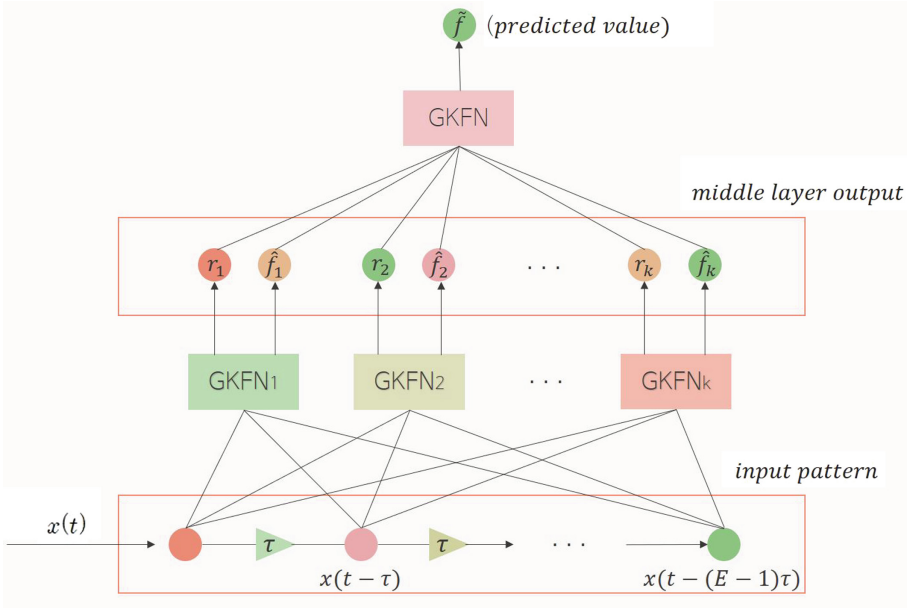 f̃ (predicted value)
GKFN
middle layer output
r₁ f̂₁ r₂ f̂₂ · · · rₖ f̂ₖ
GKFN₁ GKFN₂ · · · GKFNₖ
input pattern
x(t)
τ τ · · ·
x(t − τ) x(t − (E − 1)τ)